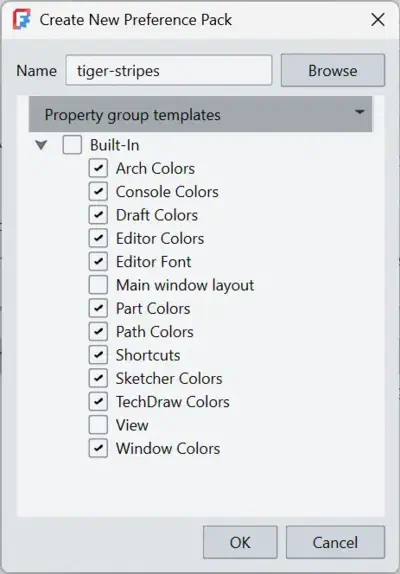 Create New Preference Pack
Name tiger-stripes Browse
Property group templates
Built-In
Arch Colors
Console Colors
Draft Colors
Editor Colors
Editor Font
Main window layout
Part Colors
Path Colors
Shortcuts
Sketcher Colors
TechDraw Colors
View
Window Colors
OK Cancel